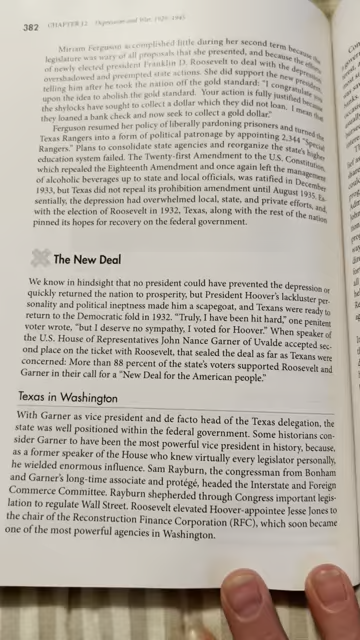 382 CHAPTER 12 Depression and War, 1929–1945
Miriam Ferguson accomplished little during her second term because the
legislature was wary of all proposals that she presented, and because the
of newly elected president Franklin D. Roosevelt to deal with the depression
overshadowed and preempted state actions. She did support the new president,
telling him after he took the nation off the gold standard: "I congratulate you
upon the idea to abolish the gold standard. Your action is fully justified because
the shylocks have sought to collect a dollar which they did not loan. I mean that
they loaned a bank check and now seek to collect a gold dollar."
Ferguson resumed her policy of liberally pardoning prisoners and turned the
Texas Rangers into a form of political patronage by appointing 2,344 "Special
Rangers." Plans to consolidate state agencies and reorganize the state's higher
education system failed. The Twenty-first Amendment to the U.S. Constitution,
which repealed the Eighteenth Amendment and once again left the management
of alcoholic beverages up to state and local officials, was ratified in December
1933, but Texas did not repeal its prohibition amendment until August 1935. Es-
sentially, the depression had overwhelmed local, state, and private efforts, and,
with the election of Roosevelt in 1932, Texas, along with the rest of the nation
pinned its hopes for recovery on the federal government.
The New Deal
We know in hindsight that no president could have prevented the depression or
quickly returned the nation to prosperity, but President Hoover's lackluster per-
sonality and political ineptness made him a scapegoat, and Texans were ready to
return to the Democratic fold in 1932. "Truly, I have been hit hard," one penitent
voter wrote, "but I deserve no sympathy, I voted for Hoover." When speaker of
the U.S. House of Representatives John Nance Garner of Uvalde accepted sec-
ond place on the ticket with Roosevelt, that sealed the deal as far as Texans were
concerned: More than 88 percent of the state's voters supported Roosevelt and
Garner in their call for a "New Deal for the American people."
Texas in Washington
With Garner as vice president and de facto head of the Texas delegation, the
state was well positioned within the federal government. Some historians con-
sider Garner to have been the most powerful vice president in history, because,
as a former speaker of the House who knew virtually every legislator personally,
he wielded enormous influence. Sam Rayburn, the congressman from Bonham
and Garner's long-time associate and protégé, headed the Interstate and Foreign
Commerce Committee. Rayburn shepherded through Congress important legis-
lation to regulate Wall Street. Roosevelt elevated Hoover-appointee Jesse Jones to
the chair of the Reconstruction Finance Corporation (RFC), which soon became
one of the most powerful agencies in Washington.